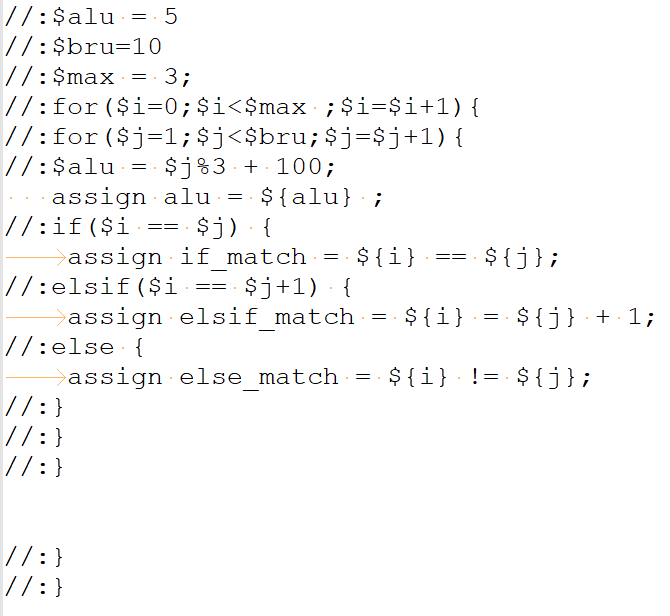 //:$alu = 5
//:$bru=10
//:$max = 3;
//:for($i=0;$i<$max ;$i=$i+1){
//:for($j=1;$j<$bru;$j=$j+1){
//:$alu = $j%3 + 100;
   assign alu = ${alu} ;
//:if($i == $j) {
	assign if_match = ${i} == ${j};
//:elsif($i == $j+1) {
	assign elsif_match = ${i} = ${j} + 1;
//:else {
	assign else_match = ${i} != ${j};
//:}
//:}
//:}
//:}
//:}